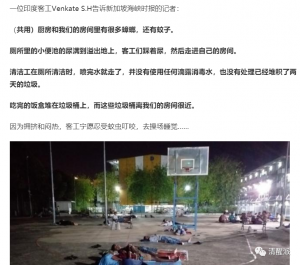 一位印度客工Venkate S.H告诉新加坡海峡时报的记者：
（共用）厨房和我们的房间里有很多蟑螂，还有蚊子。
厕所里的小便池的尿满到溢出地上，客工们踩着尿，然后走进自己的房间。
清洁工在厕所清洁时，喷完水就走了，并没有使用任何滴露消毒水，也没有处理已经堆积了两
天的垃圾。
吃完的饭盒堆在垃圾桶上，而这些垃圾桶离我们的房间很近。
因为拥挤和闷热，客工宁愿忍受蚊虫叮咬，去操场睡觉……
清醒